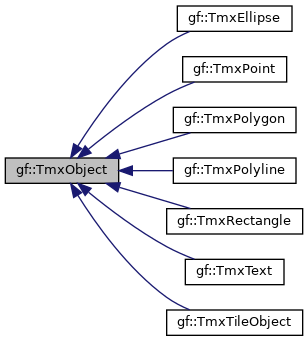 gf::TmxEllipse
gf::TmxPoint
gf::TmxPolygon
gf::TmxObject
gf::TmxPolyline
gf::TmxRectangle
gf::TmxText
gf::TmxTileObject